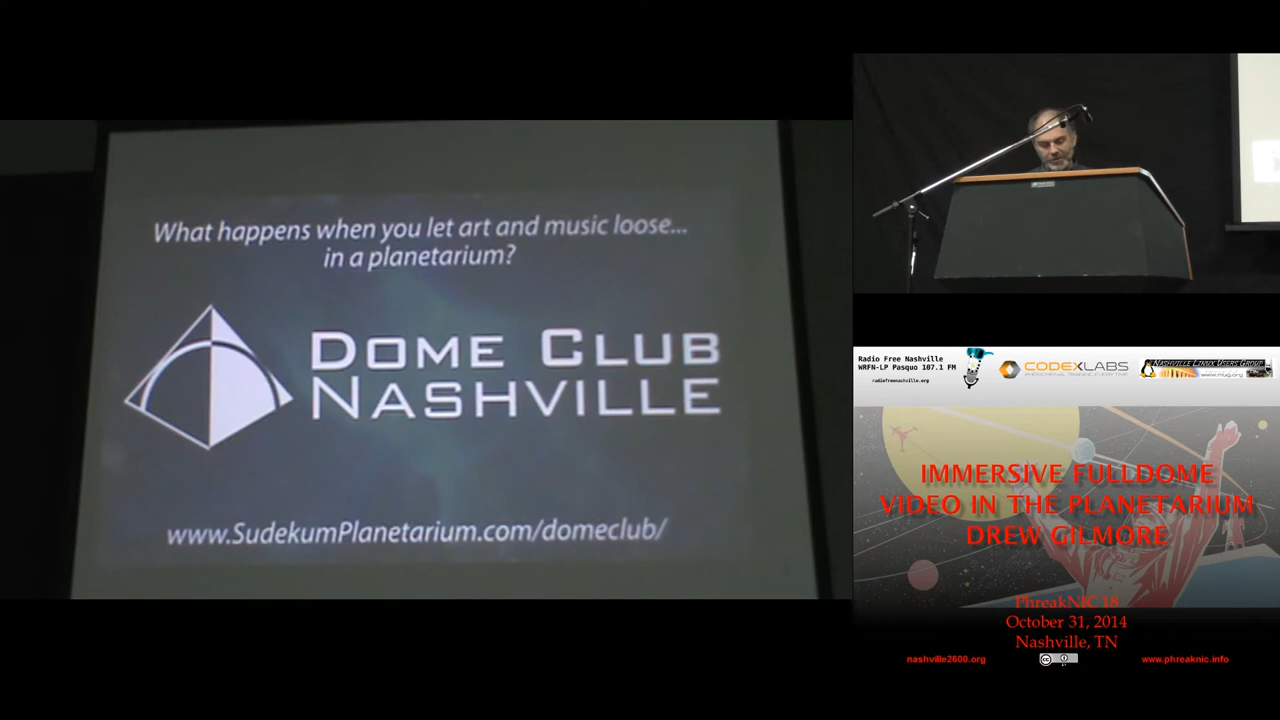 What happens when you let art and music loose...
in a planetarium?
DOME CLUB
NASHVILLE
www.SudekumPlanetarium.com/domeclub/
Radio Free Nashville
WRFN-LP Pasquo 107.1 FM
radiofreenashville.org
CODEXLABS
NASHVILLE LINUX USERS GROUP
www.nlug.org
IMMERSIVE FULLDOME
VIDEO IN THE PLANETARIUM
DREW GILMORE
PhreakNIC 18
October 31, 2014
Nashville, TN
nashville2600.org
cc
www.phreaknic.info